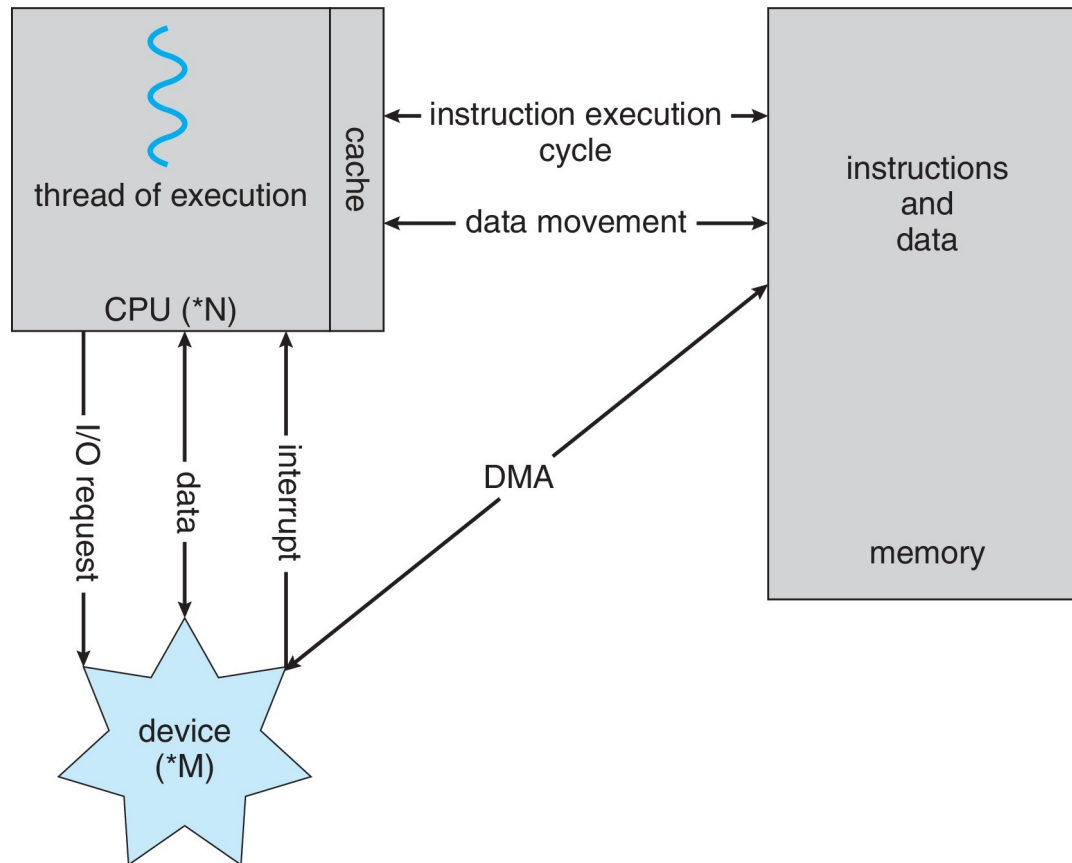 thread of execution
cache
CPU (*N)
instruction execution
cycle
data movement
instructions
and
data
memory
I/O request
data
interrupt
DMA
device
(*M)